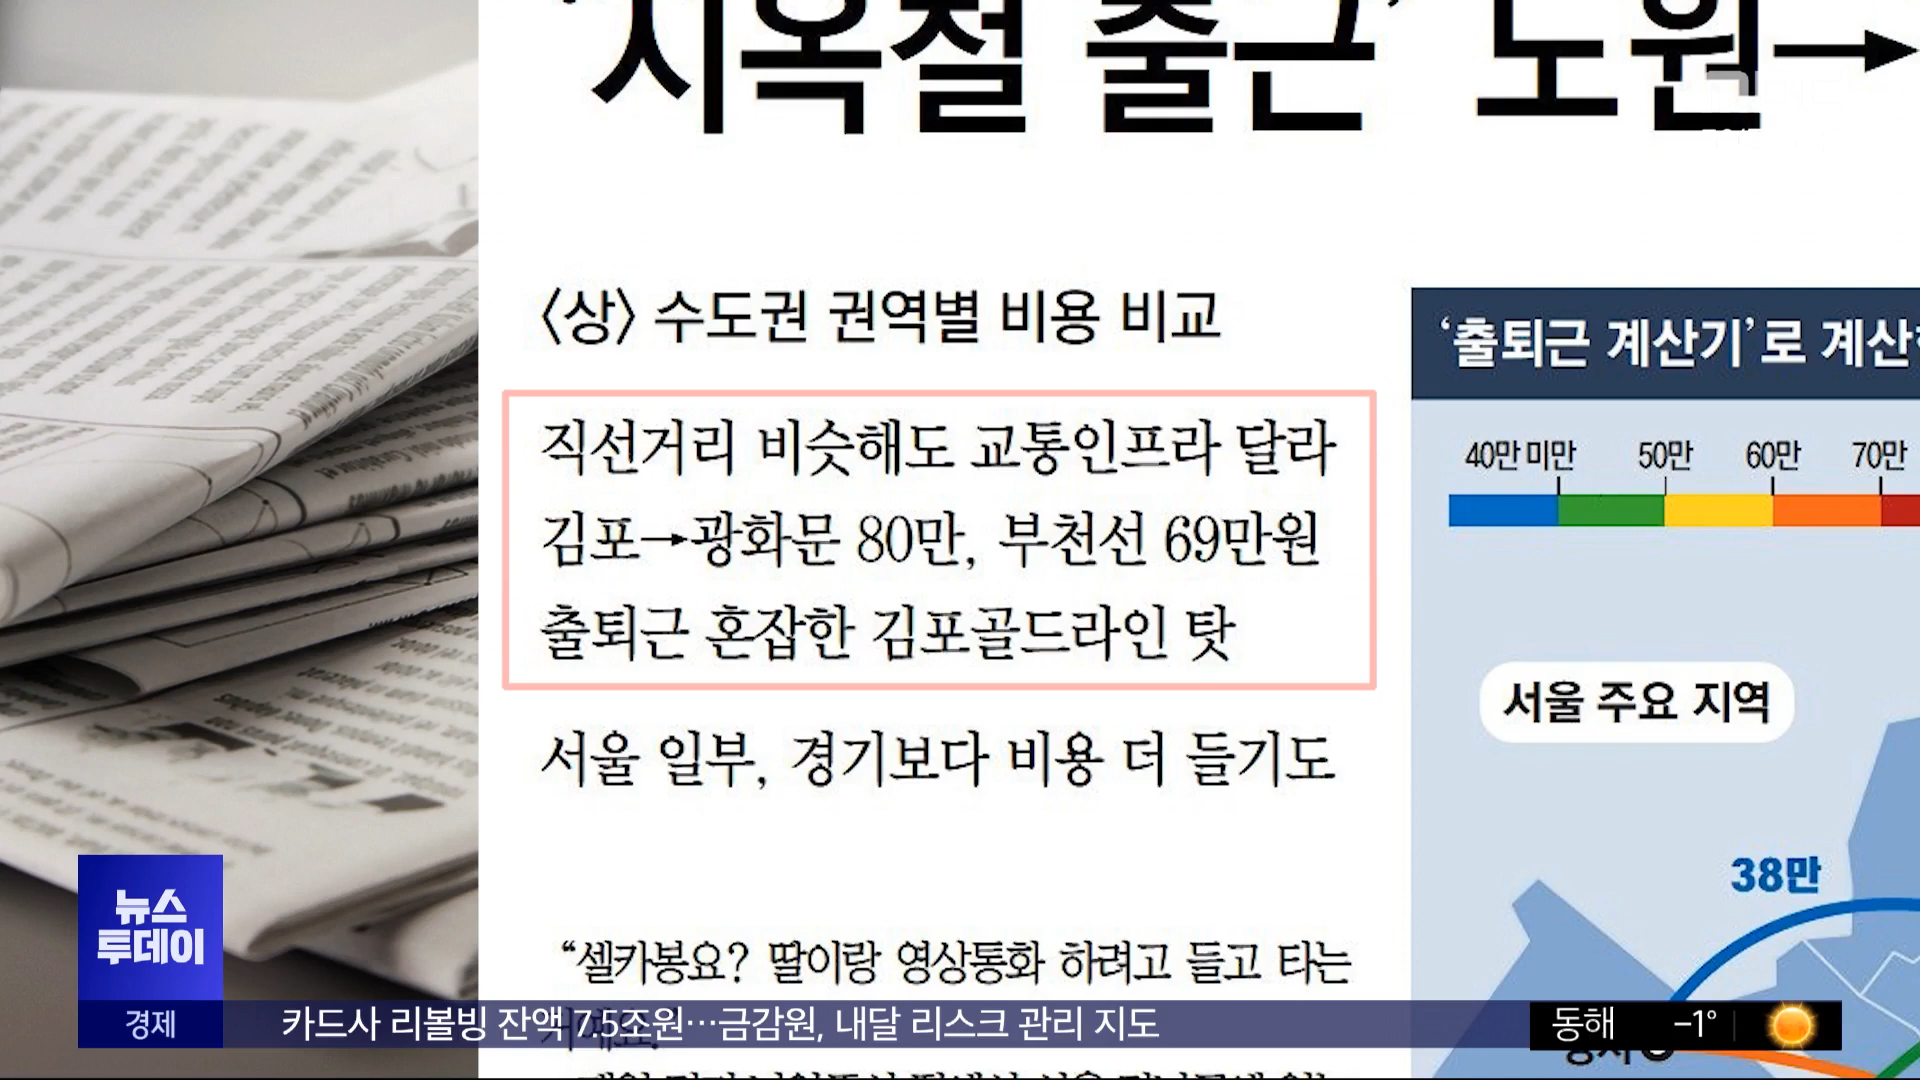 ‘지옥철 출근’ 노원→
〈상〉 수도권 권역별 비용 비교
직선거리 비슷해도 교통인프라 달라
김포→광화문 80만, 부천선 69만원
출퇴근 혼잡한 김포골드라인 탓
서울 일부, 경기보다 비용 더 들기도
“셀카봉요? 딸이랑 영상통화 하려고 들고 타는
‘출퇴근 계산기’로
40만 미만 50만 60만 70만
서울 주요 지역
38만
뉴스
투데이
경제
카드사 리볼빙 잔액 7.5조원…금감원, 내달 리스크 관리 지도
동해 -1°